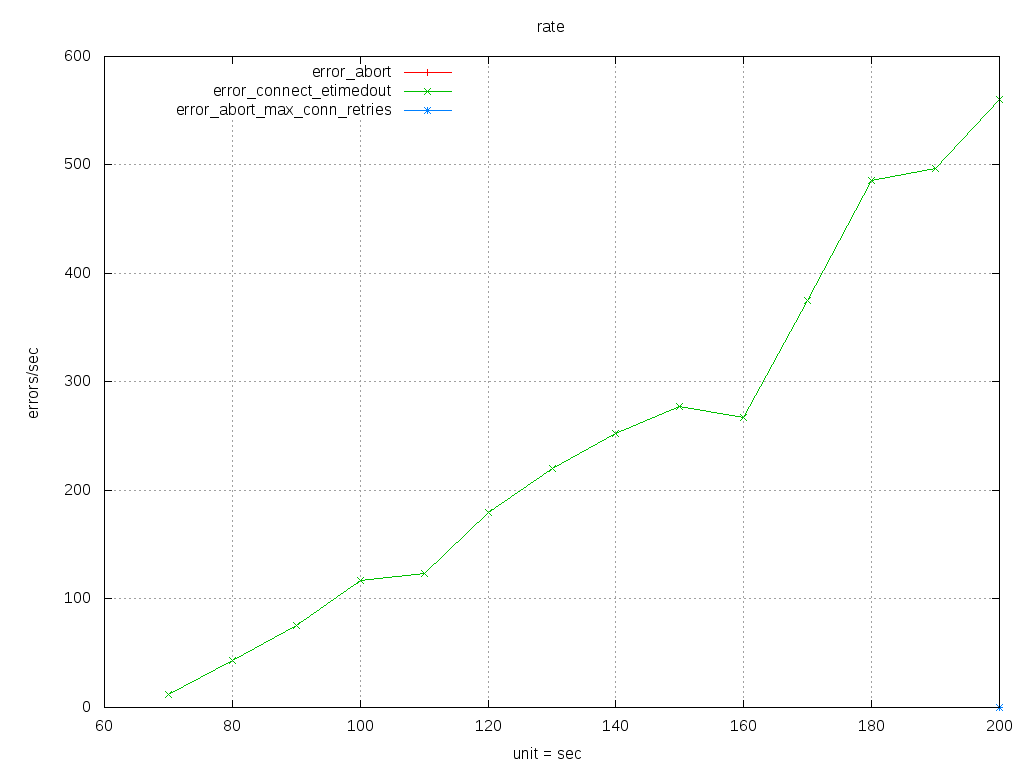 rate
600
500
400
300
200
100
0
errors/sec
error_abort
error_connect_etimedout
error_abort_max_conn_retries
60 80 100 120 140 160 180 200
unit = sec